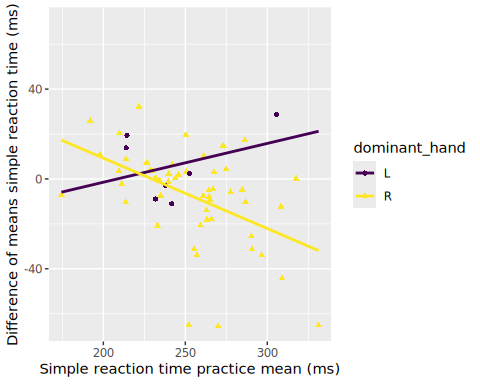 Difference of means simple reaction time (ms)
40
0
-40
200
250
300
Simple reaction time practice mean (ms)
dominant_hand
L
R